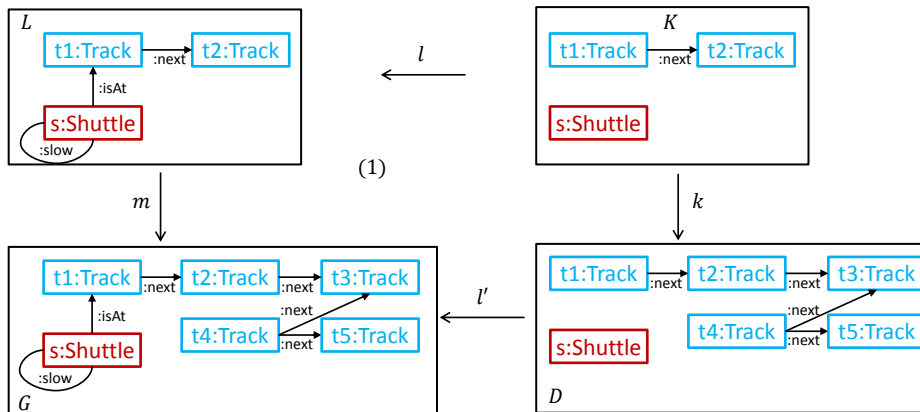 L
t1:Track
:next
t2:Track
:isAt
s:Shuttle
:slow
l
K
t1:Track
:next
t2:Track
s:Shuttle
m
(1)
k
t1:Track
:next
t2:Track
:next
t3:Track
:isAt
:next
t4:Track
:next
t5:Track
s:Shuttle
:slow
G
l′
t1:Track
:next
t2:Track
:next
t3:Track
:next
t4:Track
:next
t5:Track
s:Shuttle
D